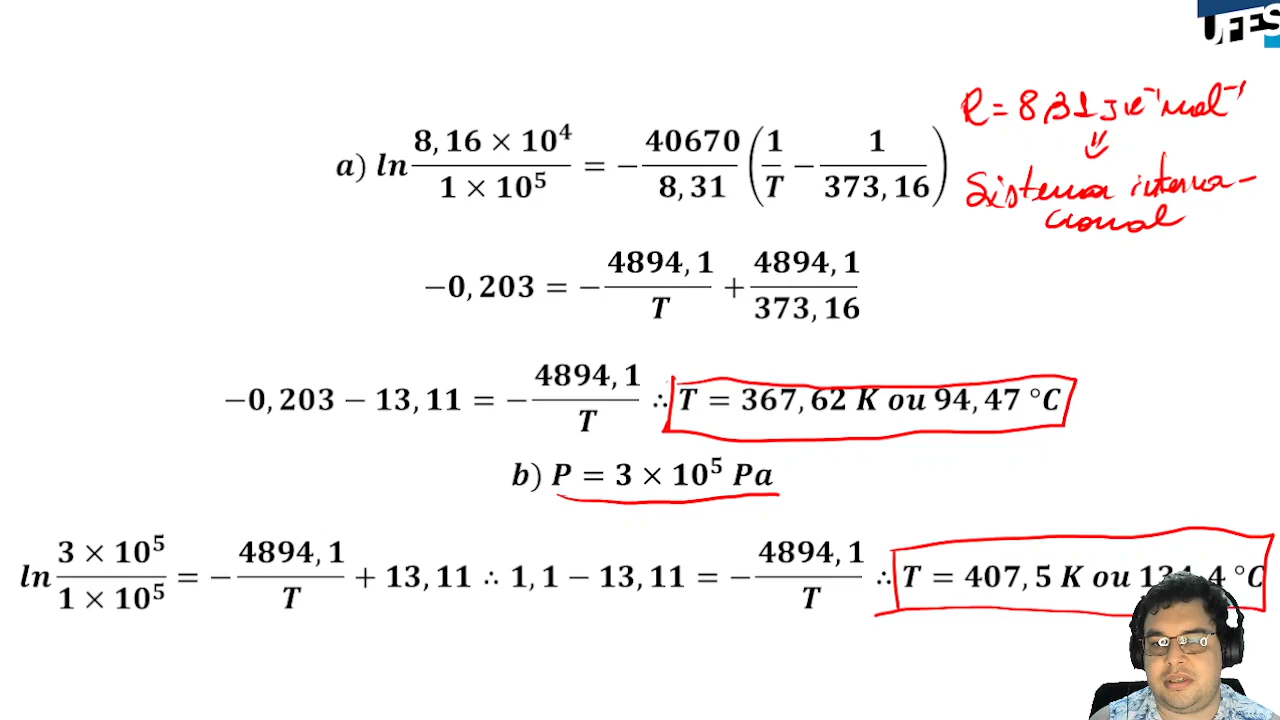 UFES
R = 8,31 J K⁻¹ mol⁻¹
⇓
Sistema interna-
cional
a) ln (8,16 × 10⁴)/(1 × 10⁵) = −(40670)/(8,31) (1/T − 1/(373,16))
−0,203 = −(4894,1)/T + (4894,1)/(373,16)
−0,203 − 13,11 = −(4894,1)/T ∴ T = 367,62 K ou 94,47 °C
b) P = 3 × 10⁵ Pa
ln (3 × 10⁵)/(1 × 10⁵) = −(4894,1)/T + 13,11 ∴ 1,1 − 13,11 = −(4894,1)/T ∴ T = 407,5 K ou °C